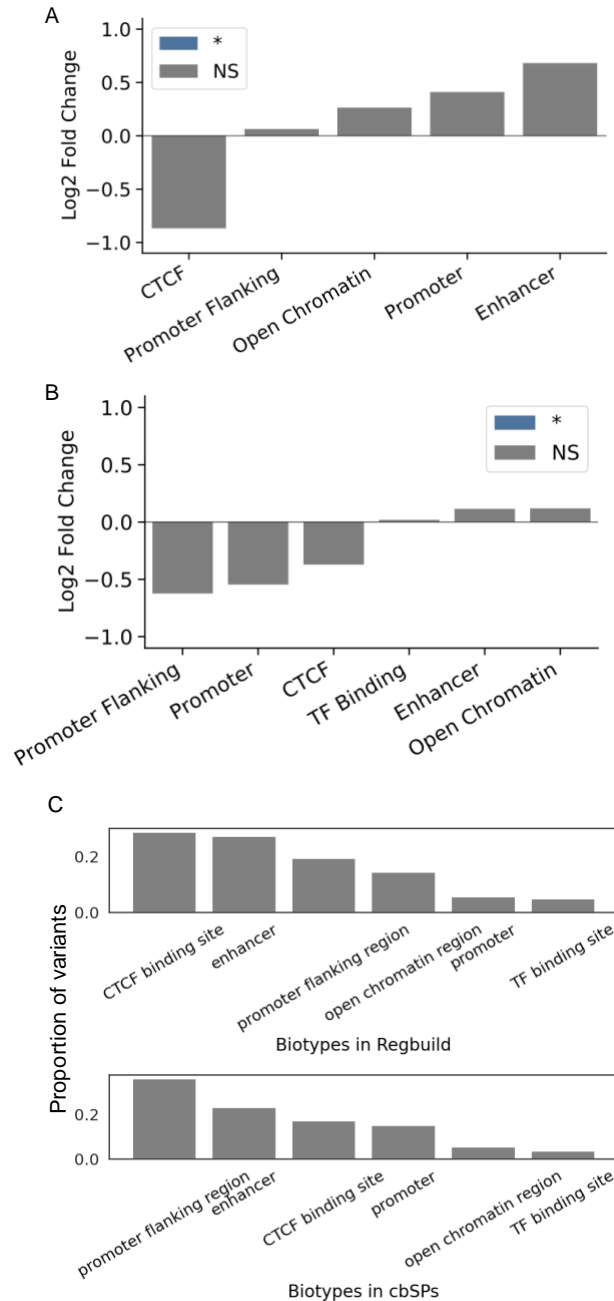 A
1.0
0.5
0.0
−0.5
−1.0
Log2 Fold Change
*
NS
CTCF
Promoter Flanking
Open Chromatin
Promoter
Enhancer
B
1.0
0.5
0.0
−0.5
−1.0
Log2 Fold Change
*
NS
Promoter Flanking
Promoter
CTCF
TF Binding
Enhancer
Open Chromatin
C
Proportion of variants
0.2
0.0
CTCF binding site
enhancer
promoter flanking region
open chromatin region
promoter
TF binding site
Biotypes in Regbuild
0.2
0.0
promoter flanking region
enhancer
CTCF binding site
promoter
open chromatin region
TF binding site
Biotypes in cbSPs